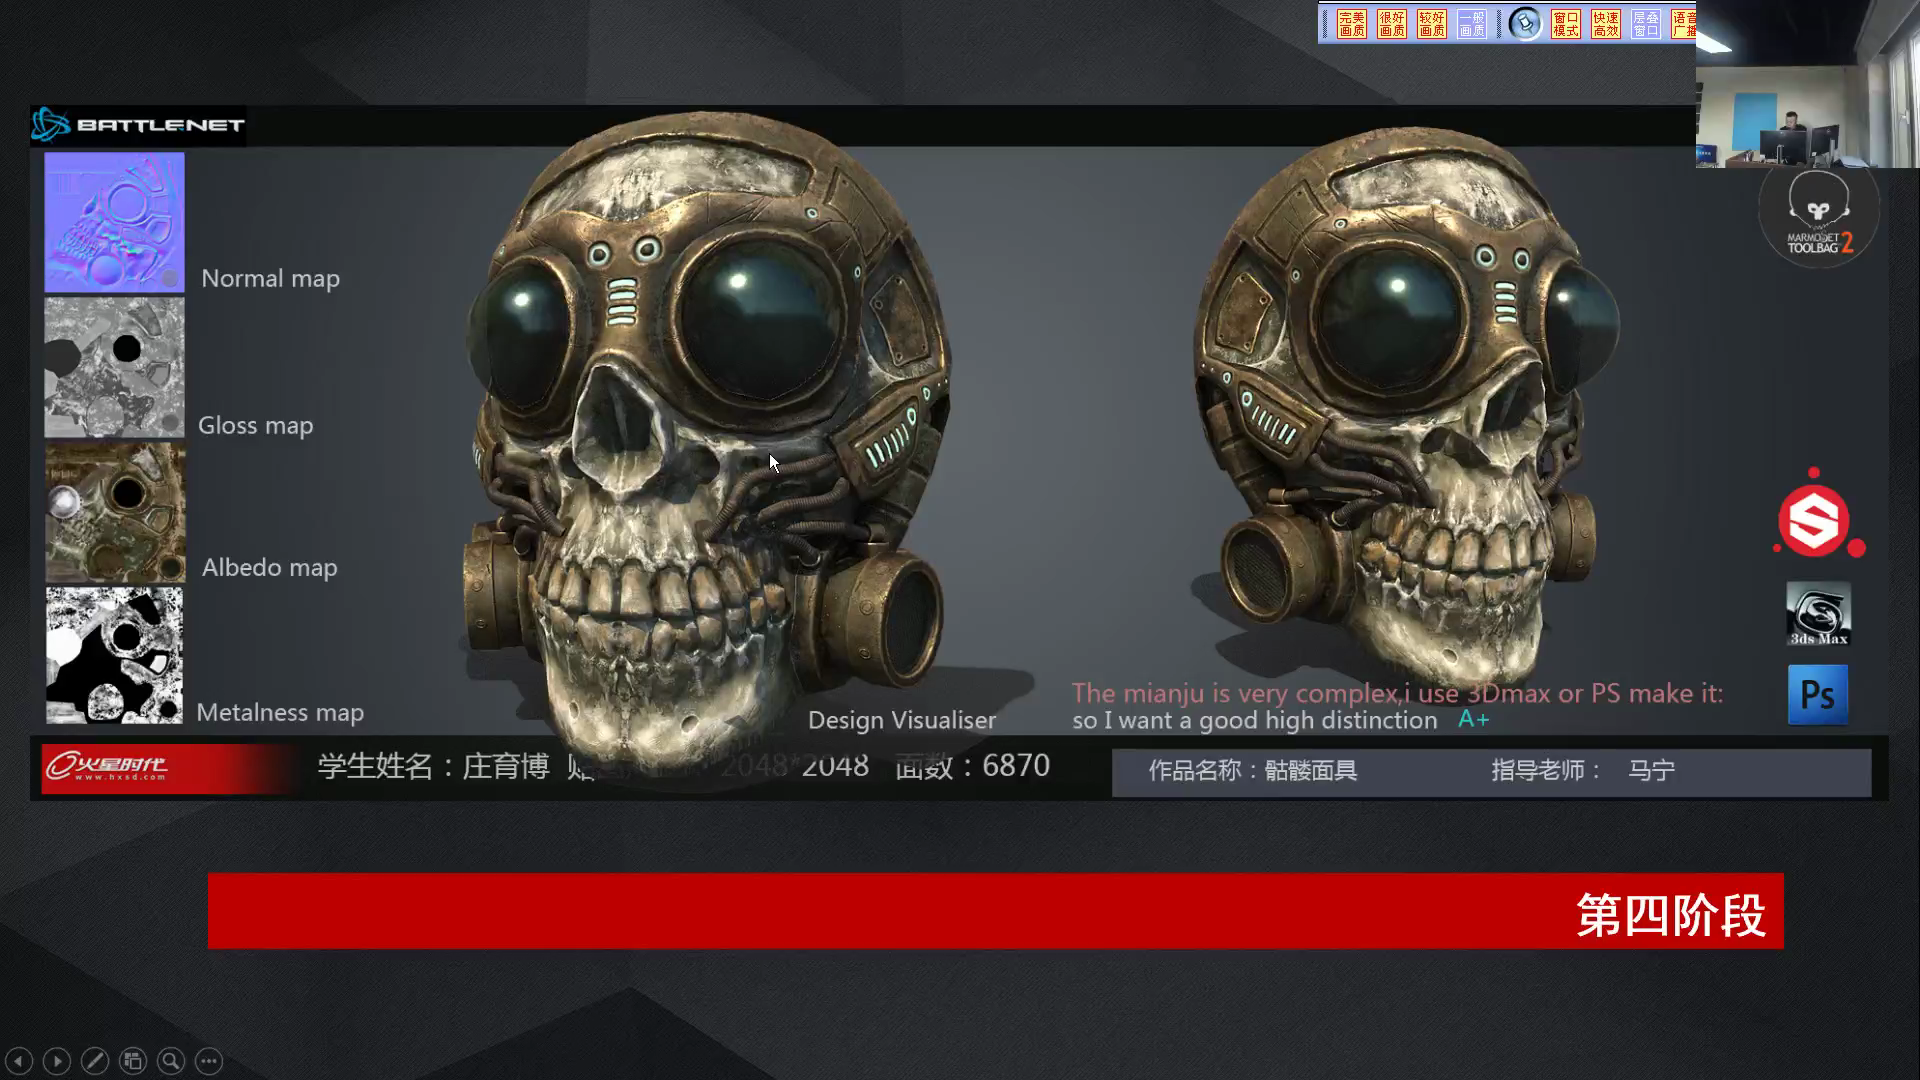 完美画质 很好画质 较好画质 一般画质 窗口模式 快速高效 层叠窗口 语音
BATTLE.NET
Normal map
MARMOSET
TOOLBAG 2
Gloss map
Albedo map
3ds Max
Ps
The mianju is very complex,i use 3Dmax or PS make it:
Metalness map
Design Visualiser
so I want a good high distinction A+
火星时代
www.hxsd.com
学生姓名：庄育博 2048*2048 面数：6870
作品名称：骷髅面具 指导老师： 马宁
第四阶段